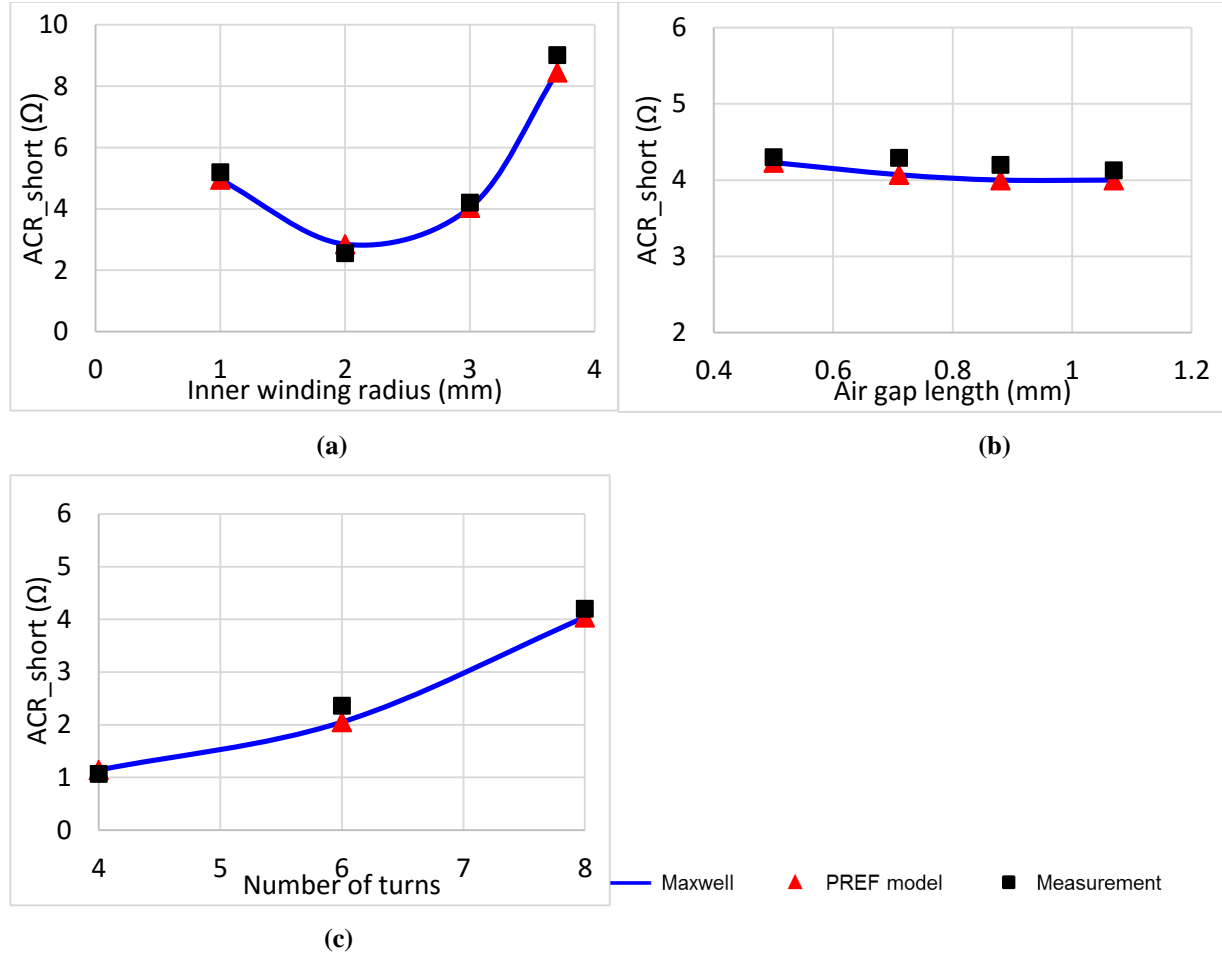 10
8
6
4
2
0
ACR_short (Ω)
0 1 2 3 4
Inner winding radius (mm)
(a)
6
5
4
3
2
ACR_short (Ω)
0.4 0.6 0.8 1 1.2
Air gap length (mm)
(b)
6
5
4
3
2
1
0
ACR_short (Ω)
4 5 6 7 8
Number of turns
(c)
Maxwell PREF model Measurement